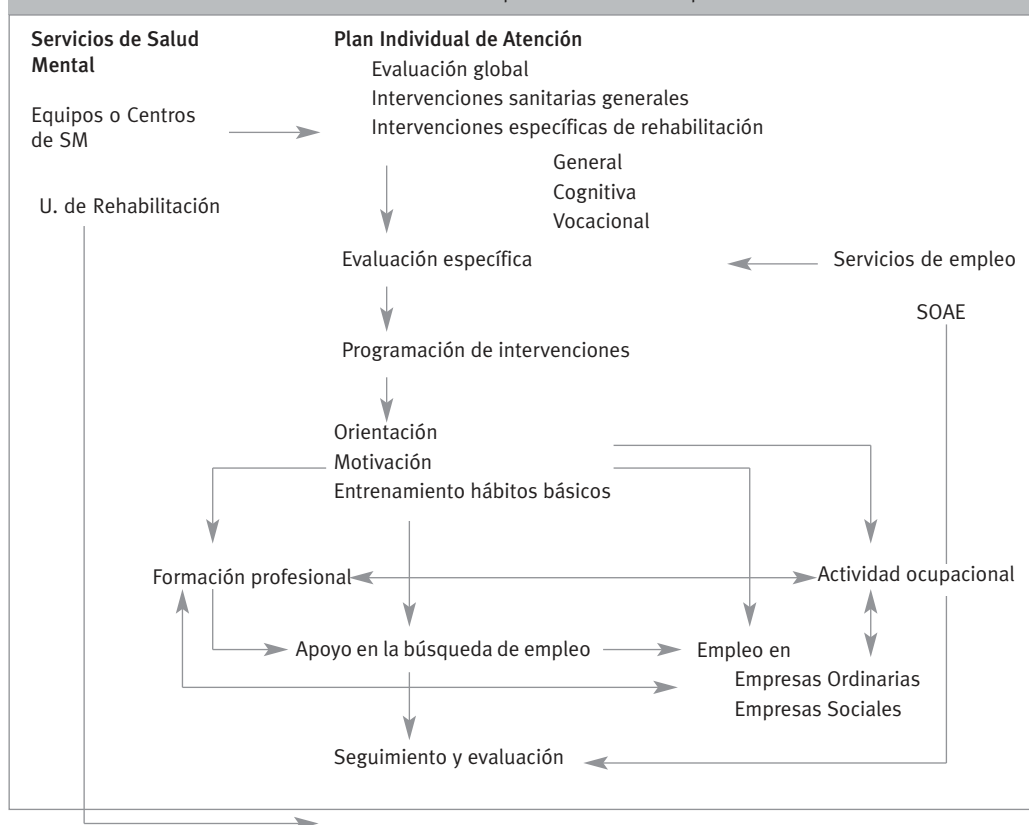 Servicios de Salud
Mental
Equipos o Centros
de SM
U. de Rehabilitación
Plan Individual de Atención
Evaluación global
Intervenciones sanitarias generales
Intervenciones específicas de rehabilitación
General
Cognitiva
Vocacional
Evaluación específica
Servicios de empleo
SOAE
Programación de intervenciones
Orientación
Motivación
Entrenamiento hábitos básicos
Formación profesional
Actividad ocupacional
Apoyo en la búsqueda de empleo
Empleo en
Empresas Ordinarias
Empresas Sociales
Seguimiento y evaluación